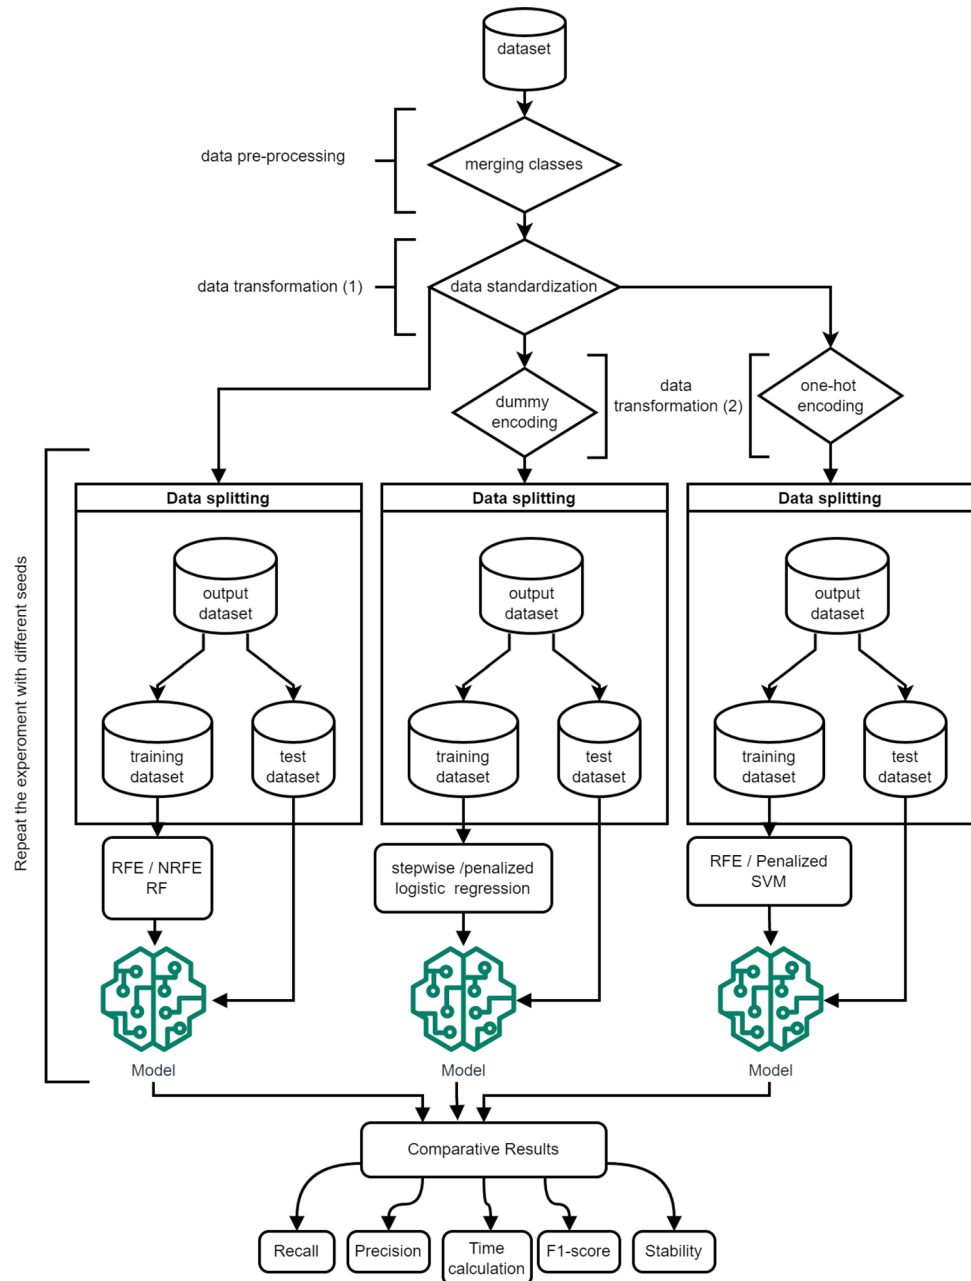 dataset
data pre-processing
merging classes
data transformation (1)
data standardization
dummy
encoding
data
transformation (2)
one-hot
encoding
Repeat the experoment with different seeds
Data splitting
output
dataset
training
dataset
test
dataset
RFE / NRFE
RF
Model
Data splitting
output
dataset
training
dataset
test
dataset
stepwise /penalized
logistic regression
Model
Data splitting
output
dataset
training
dataset
test
dataset
RFE / Penalized
SVM
Model
Comparative Results
Recall
Precision
Time
calculation
F1-score
Stability